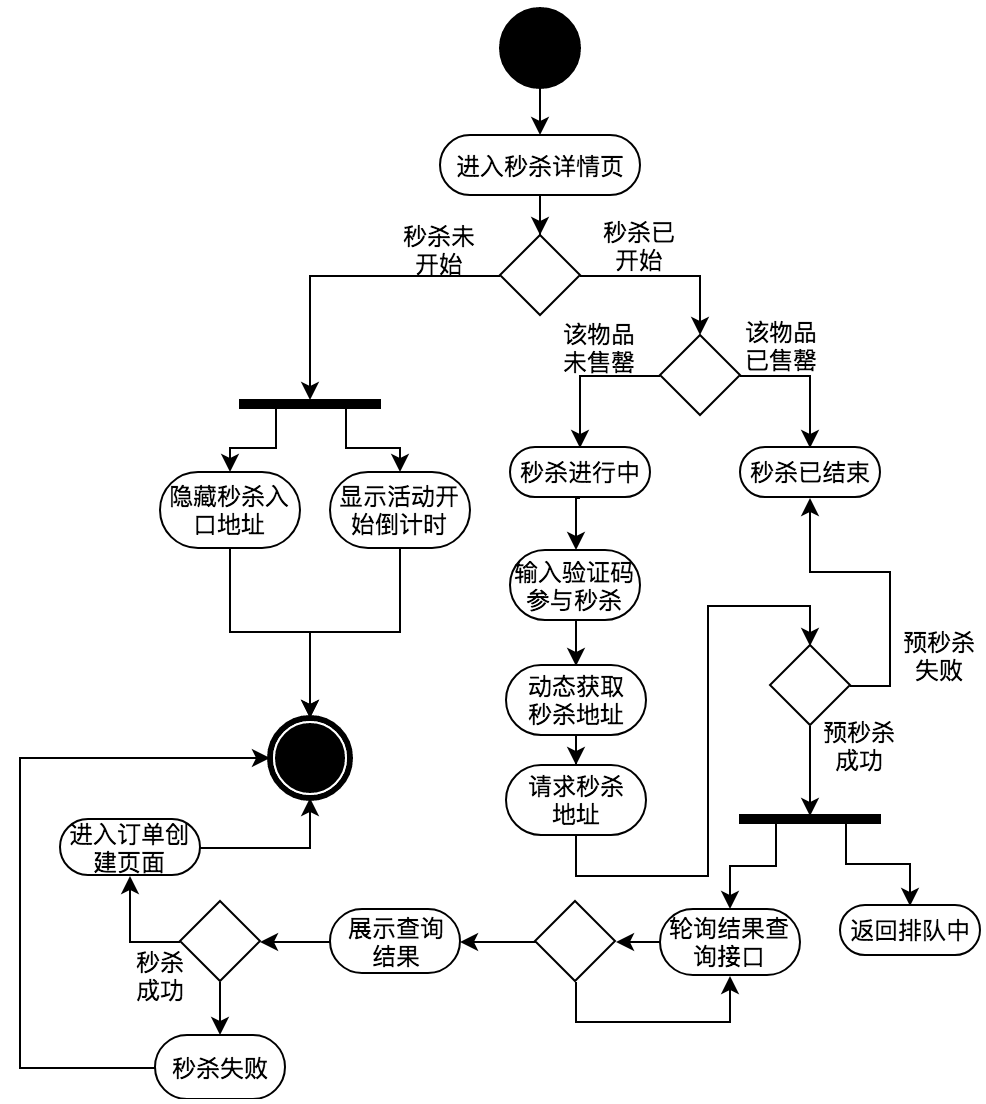 进入秒杀详情页
秒杀未
开始
秒杀已
开始
该物品
未售罄
该物品
已售罄
秒杀进行中
秒杀已结束
隐藏秒杀入
口地址
显示活动开
始倒计时
输入验证码
参与秒杀
预秒杀
失败
动态获取
秒杀地址
预秒杀
成功
请求秒杀
地址
进入订单创
建页面
展示查询
结果
轮询结果查
询接口
返回排队中
秒杀
成功
秒杀失败